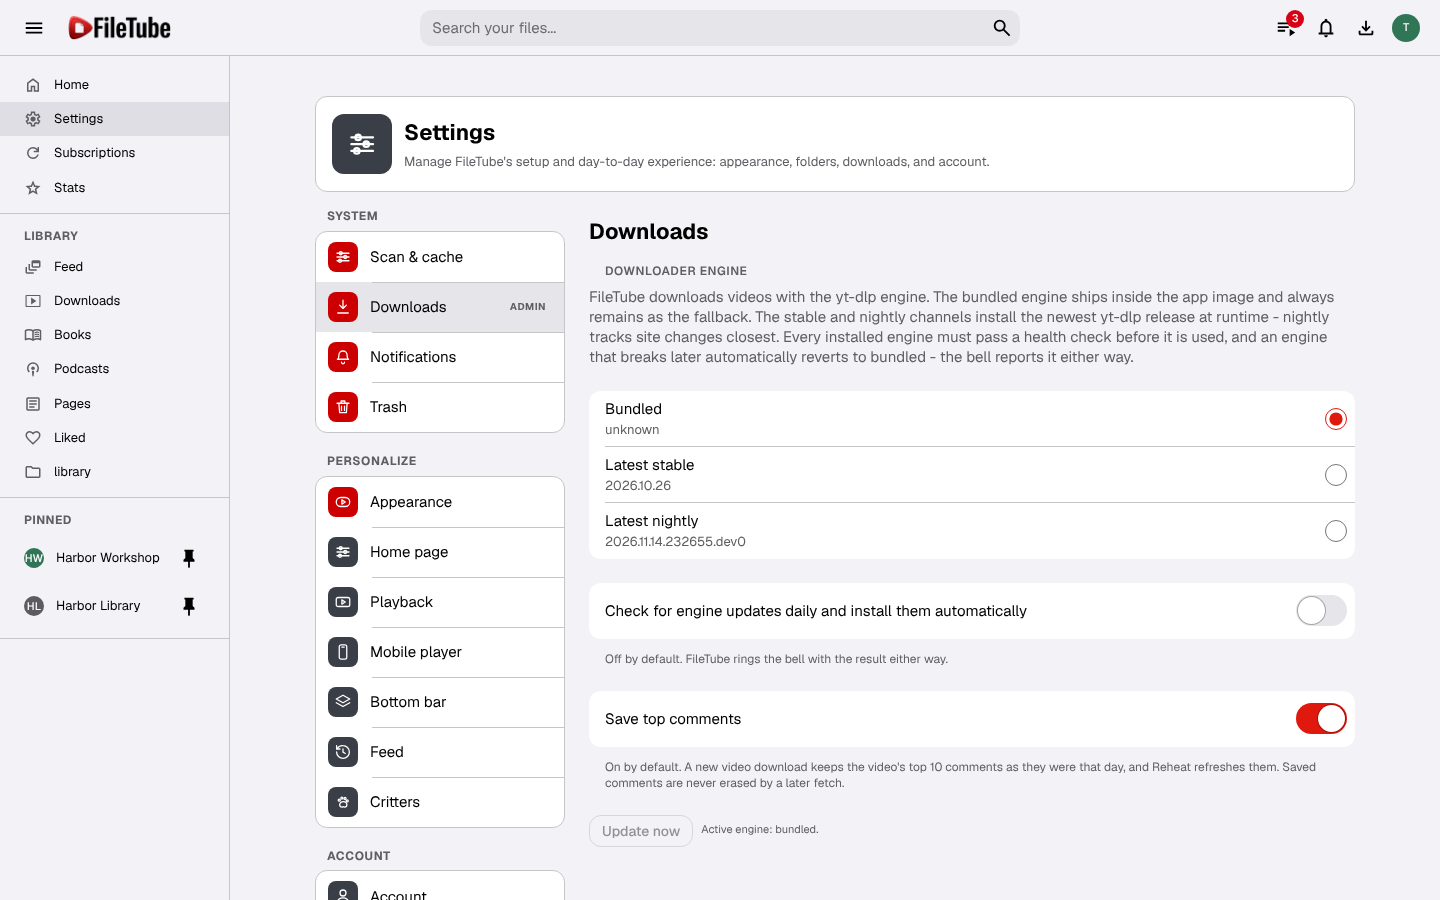 FileTube
Search your files...
3
T
Home
Settings
Subscriptions
Stats
LIBRARY
Feed
Downloads
Books
Podcasts
Pages
Liked
library
PINNED
HW Harbor Workshop
HL Harbor Library
Settings
Manage FileTube's setup and day-to-day experience: appearance, folders, downloads, and account.
SYSTEM
Scan & cache
Downloads ADMIN
Notifications
Trash
PERSONALIZE
Appearance
Home page
Playback
Mobile player
Bottom bar
Feed
Critters
ACCOUNT
Account
Downloads
DOWNLOADER ENGINE
FileTube downloads videos with the yt-dlp engine. The bundled engine ships inside the app image and always
remains as the fallback. The stable and nightly channels install the newest yt-dlp release at runtime - nightly
tracks site changes closest. Every installed engine must pass a health check before it is used, and an engine
that breaks later automatically reverts to bundled - the bell reports it either way.
Bundled
unknown
Latest stable
2026.10.26
Latest nightly
2026.11.14.232655.dev0
Check for engine updates daily and install them automatically
Off by default. FileTube rings the bell with the result either way.
Save top comments
On by default. A new video download keeps the video's top 10 comments as they were that day, and Reheat refreshes them. Saved
comments are never erased by a later fetch.
Update now
Active engine: bundled.